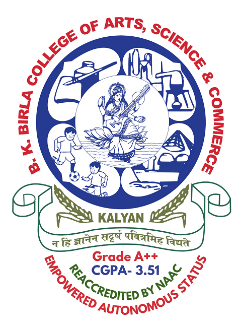 B. K. BIRLA COLLEGE OF ARTS, SCIENCE & COMMERCE
KALYAN
न हि ज्ञानेन सदृषं पवित्रमिह विद्यते
Grade A++
CGPA- 3.51
REACCREDITED BY NAAC
EMPOWERED AUTONOMOUS STATUS